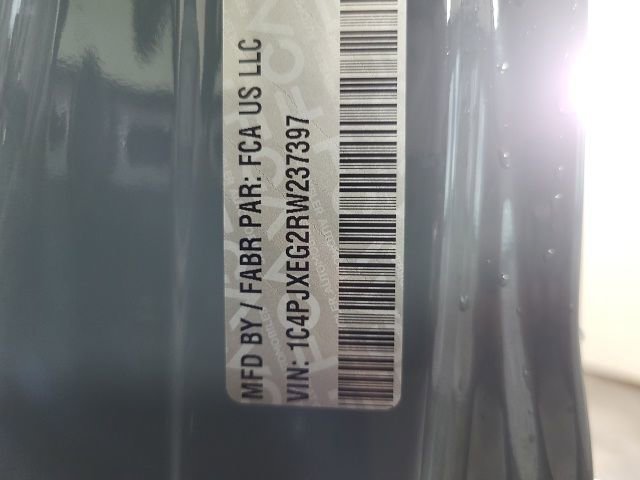 MFD BY / FABR PAR: FCA US LLC
VIN: 1C4PJXEG2RW237397